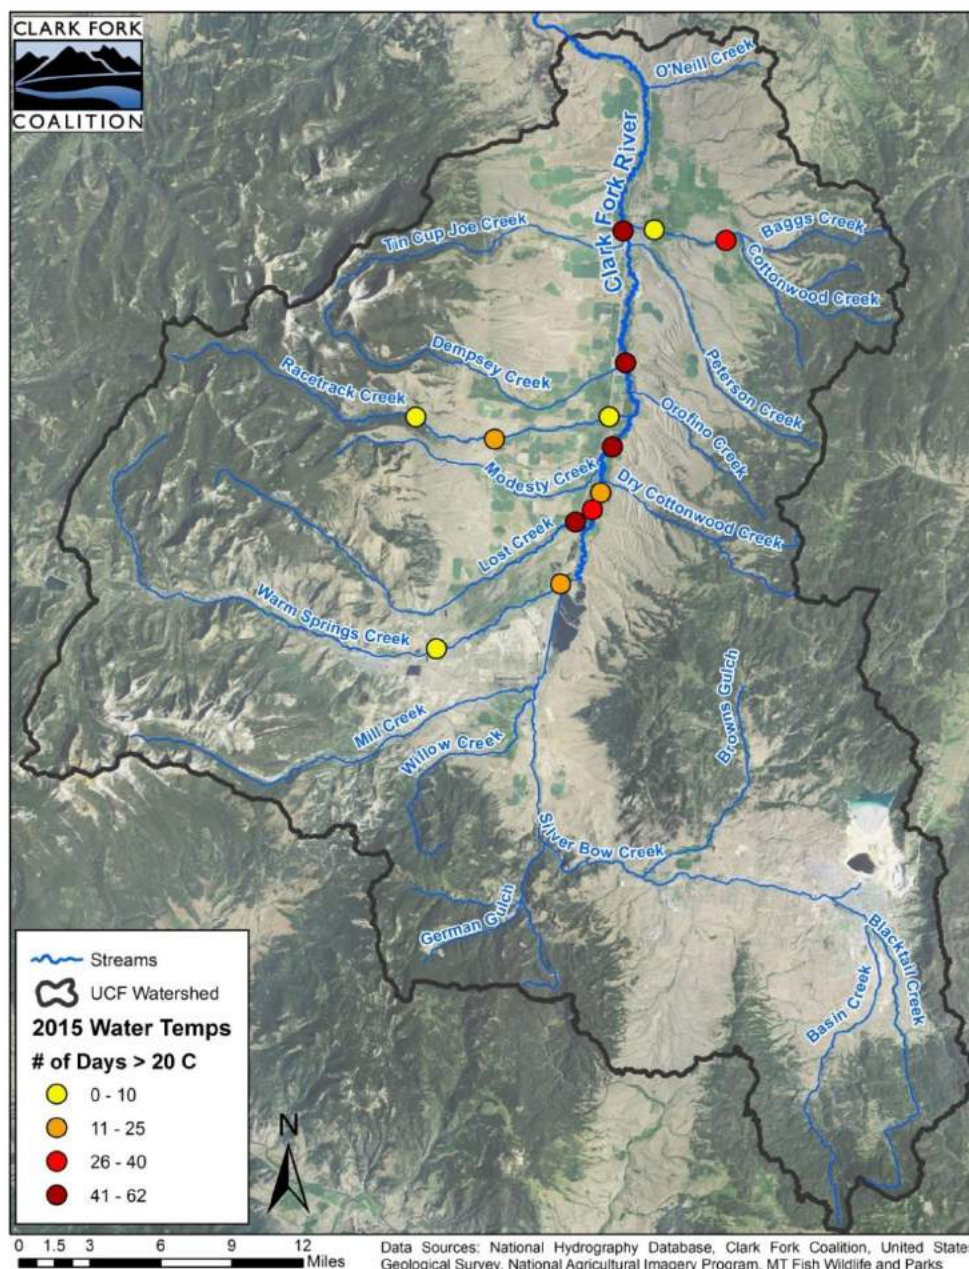 CLARK FORK
COALITION
O'Neill Creek
Clark Fork River
Baggs Creek
Tin Cup Joe Creek
Cottonwood Creek
Dempsey Creek
Racetrack Creek
Peterson Creek
Orofino Creek
Modesty Creek
Dry Cottonwood Creek
Lost Creek
Warm Springs Creek
Browns Gulch
Mill Creek
Willow Creek
Silver Bow Creek
German Gulch
Blacktail Creek
Basin Creek
Streams
UCF Watershed
2015 Water Temps
# of Days > 20 C
0 - 10
11 - 25
26 - 40
41 - 62
N
0 1.5 3 6 9 12
Miles
Data Sources: National Hydrography Database, Clark Fork Coalition, United State
Geological Survey, National Agricultural Imagery Program, MT Fish Wildlife and Parks